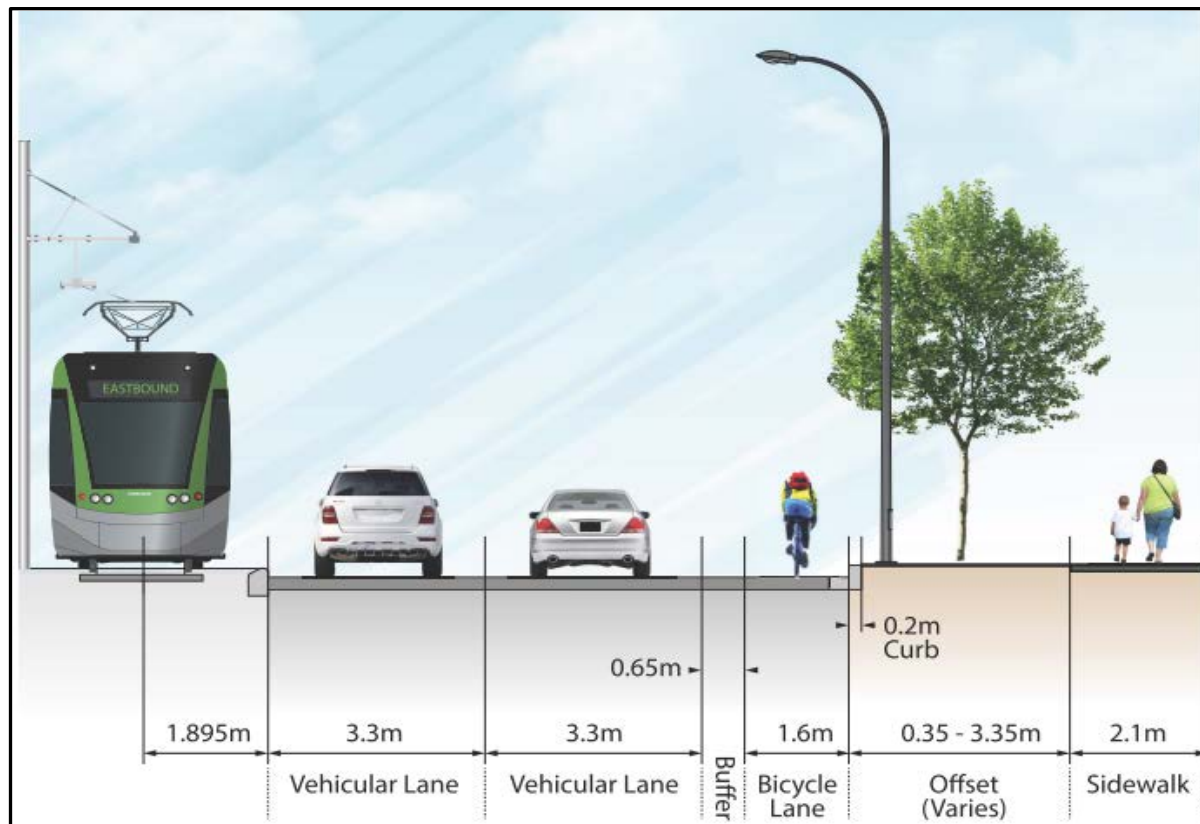 EASTBOUND
0.2m
Curb
0.65m
1.895m
3.3m
3.3m
1.6m
0.35 - 3.35m
2.1m
Vehicular Lane
Vehicular Lane
Buffer
Bicycle
Lane
Offset
(Varies)
Sidewalk